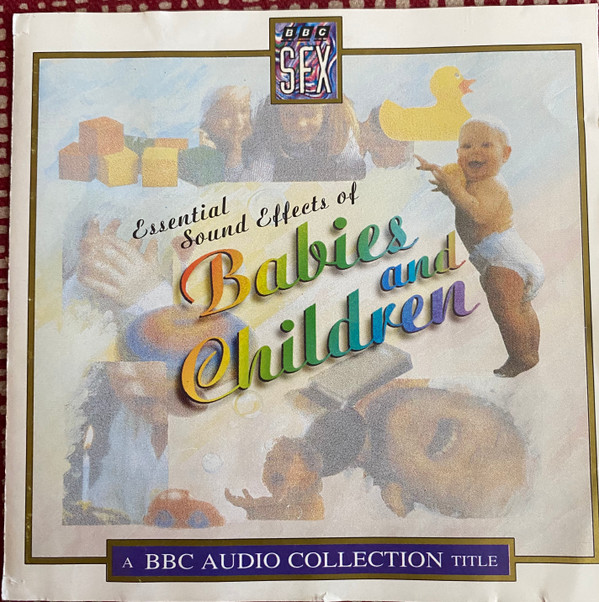 BBC
SFX
Essential
Sound Effects of
Babies
and
Children
A BBC AUDIO COLLECTION TITLE